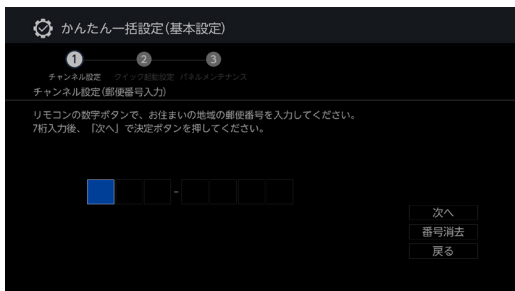 かんたん一括設定(基本設定)
1 2 3
チャンネル設定 クイック起動設定 パネルメンテナンス
チャンネル設定(郵便番号入力)
リモコンの数字ボタンで、お住まいの地域の郵便番号を入力してください。
7桁入力後、「次へ」で決定ボタンを押してください。
-
次へ
番号消去
戻る